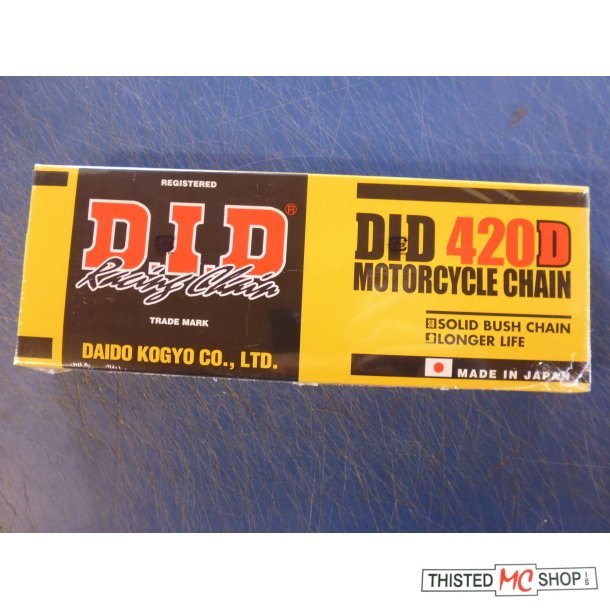 REGISTERED
D.I.D®
Racing Chain
TRADE MARK
DAIDO KOGYO CO., LTD.
DID 420D
MOTORCYCLE CHAIN
SB SOLID BUSH CHAIN
LONGER LIFE
MADE IN JAPAN
THISTED MC SHOP I/S